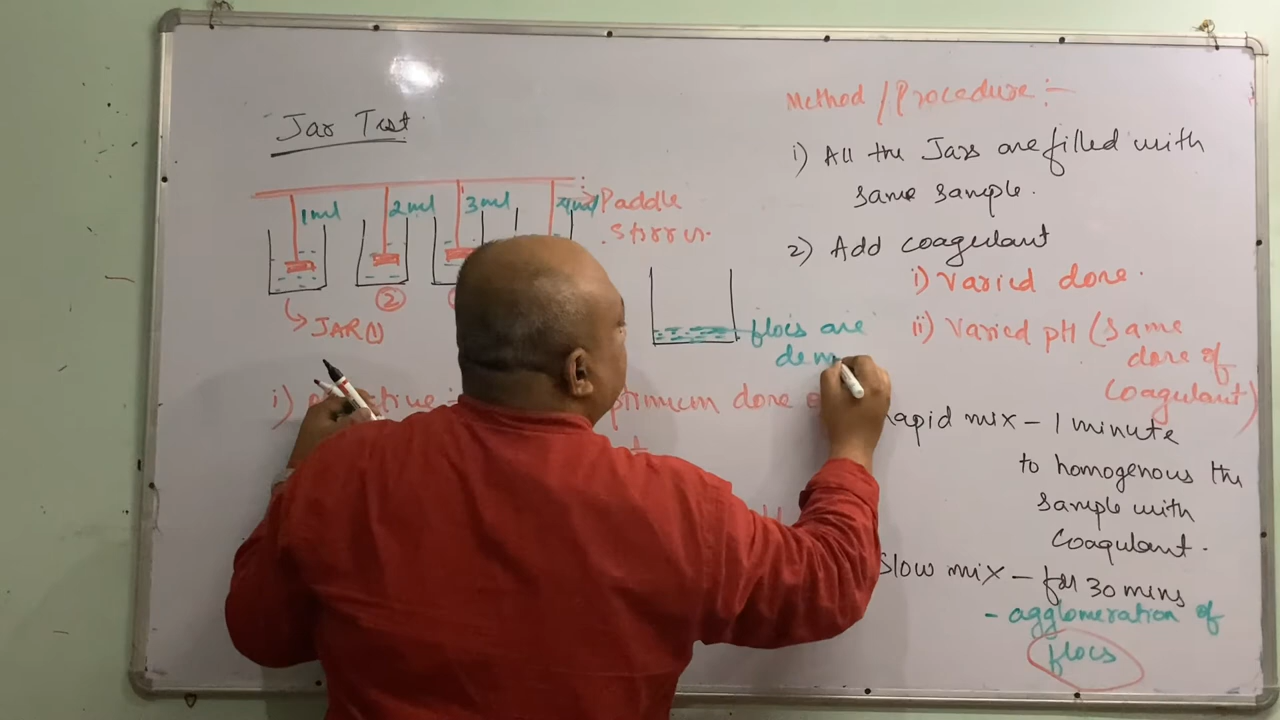 Jar Test
1ml 2ml 3ml
Paddle
Stirrer.
②
JAR ①
flocs are
dem
i)
optimum dose
Method / Procedure :-
i) All the Jars are filled with
same sample.
2) Add coagulant
i) Varied dose.
ii) Varied pH (same
dose of
Coagulant)
Rapid mix - 1 minute
to homogenous the
sample with
Coagulant.
Slow mix - for 30 mins
- agglomeration of
flocs